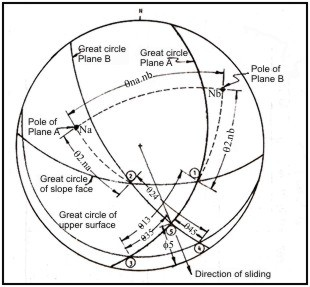 N
Great circle
Plane B
Great circle
Plane A
θna.nb
Nb
Pole of
Plane B
Pole of
Plane A
Na
θ2.na
θ2.nb
Great circle
of slope face
2
1
θ24
Great circle of
upper surface
θ13
θ35
5
θ45
4
ϕ5
3
Direction of sliding